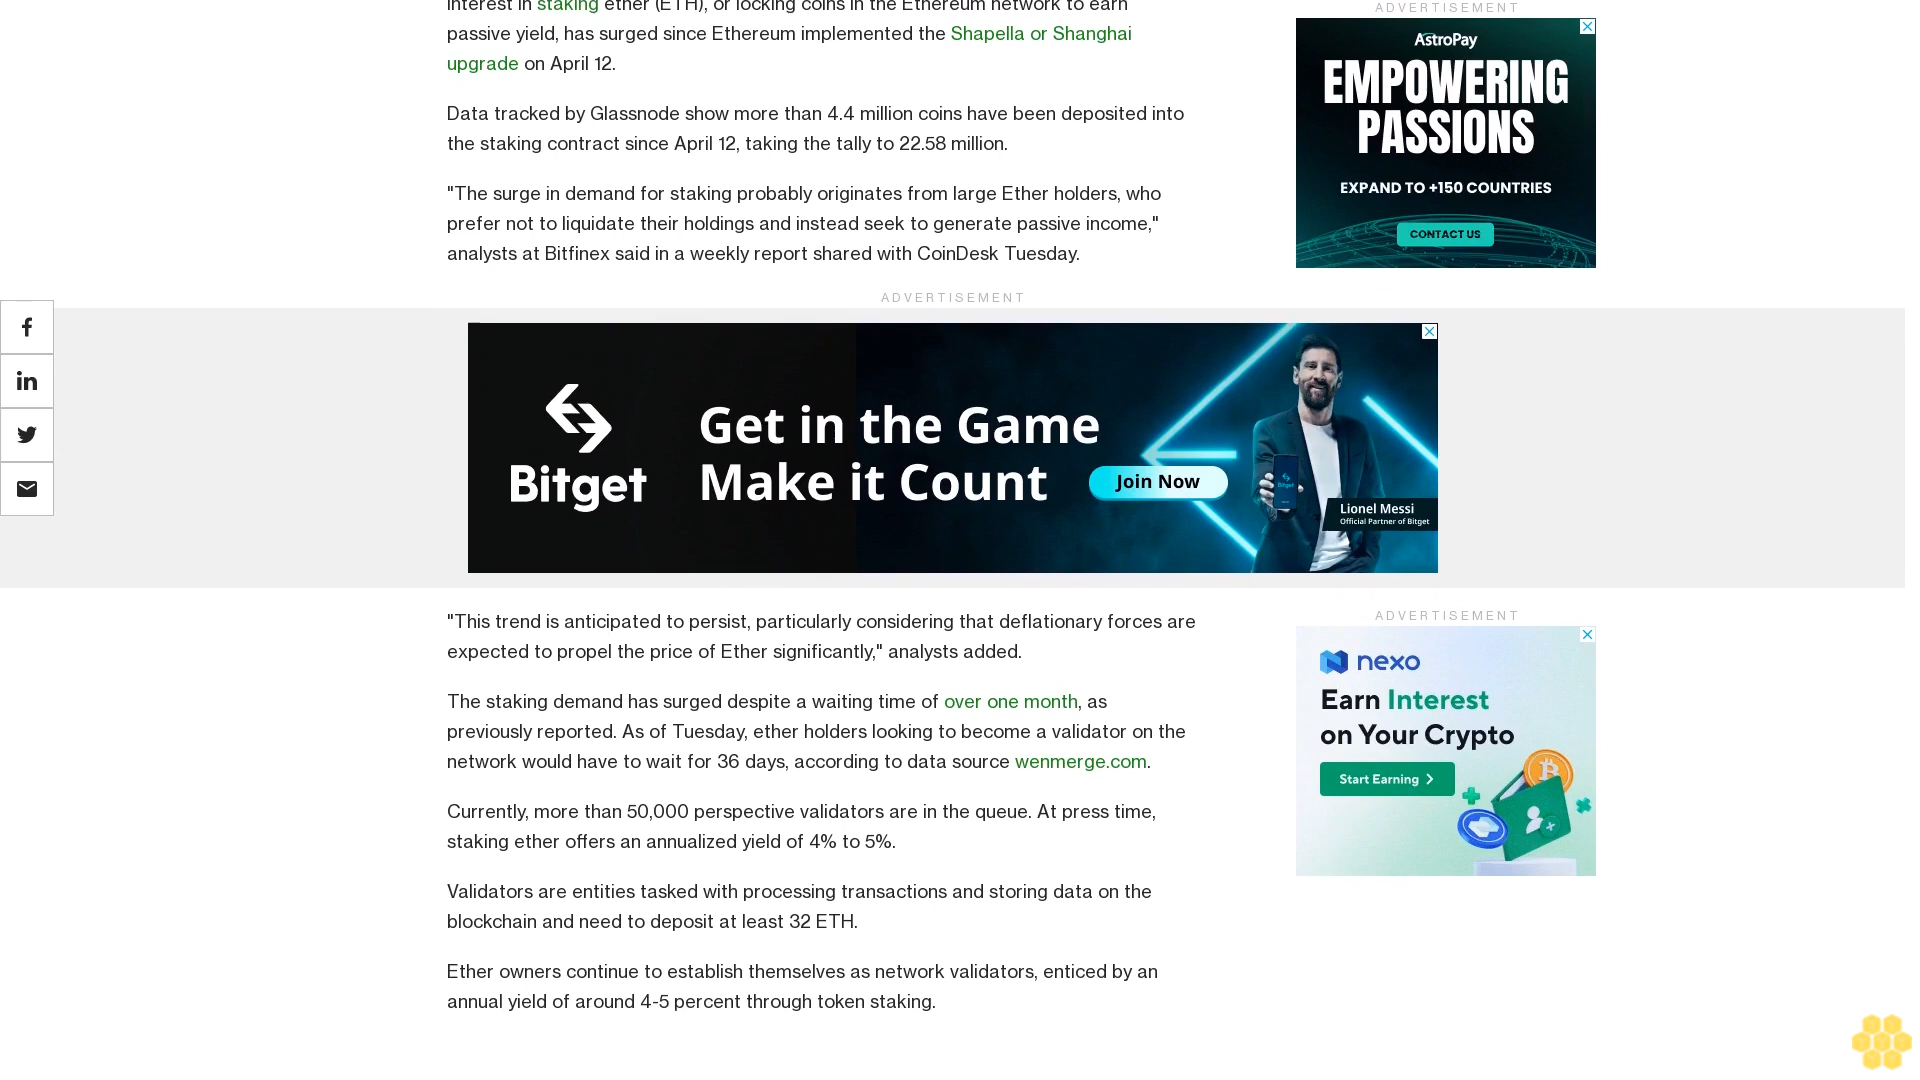 interest in staking ether (ETH), or locking coins in the Ethereum network to earn
passive yield, has surged since Ethereum implemented the Shapella or Shanghai
upgrade on April 12.
Data tracked by Glassnode show more than 4.4 million coins have been deposited into
the staking contract since April 12, taking the tally to 22.58 million.
"The surge in demand for staking probably originates from large Ether holders, who
prefer not to liquidate their holdings and instead seek to generate passive income,"
analysts at Bitfinex said in a weekly report shared with CoinDesk Tuesday.
ADVERTISEMENT
AstroPay
EMPOWERING
PASSIONS
EXPAND TO +150 COUNTRIES
CONTACT US
ADVERTISEMENT
Bitget
Get in the Game
Make it Count
Join Now
Bitget
Lionel Messi
Official Partner of Bitget
"This trend is anticipated to persist, particularly considering that deflationary forces are
expected to propel the price of Ether significantly," analysts added.
The staking demand has surged despite a waiting time of over one month, as
previously reported. As of Tuesday, ether holders looking to become a validator on the
network would have to wait for 36 days, according to data source wenmerge.com.
Currently, more than 50,000 perspective validators are in the queue. At press time,
staking ether offers an annualized yield of 4% to 5%.
Validators are entities tasked with processing transactions and storing data on the
blockchain and need to deposit at least 32 ETH.
Ether owners continue to establish themselves as network validators, enticed by an
annual yield of around 4-5 percent through token staking.
ADVERTISEMENT
nexo
Earn Interest
on Your Crypto
Start Earning